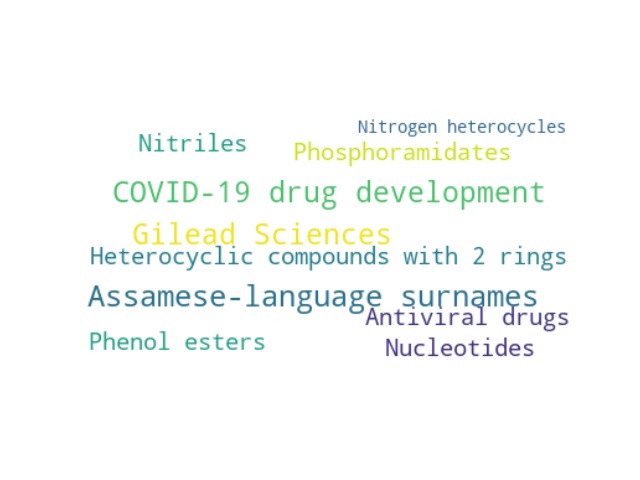 Nitrogen heterocycles
Nitriles
Phosphoramidates
COVID-19 drug development
Gilead Sciences
Heterocyclic compounds with 2 rings
Assamese-language surnames
Antiviral drugs
Phenol esters
Nucleotides